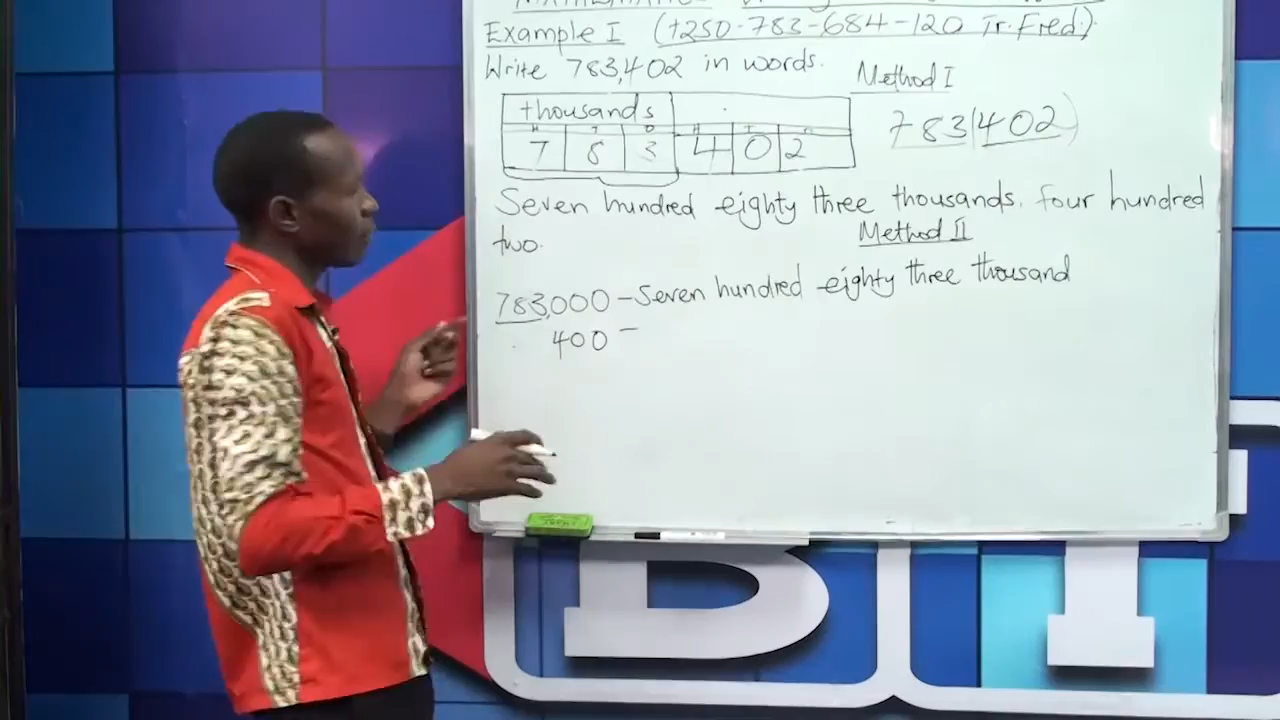 Example I (+250-783-684-120 Tr. Fred).
Write 783,402 in words.
Method I
thousands
H T O H T
7 8 3 4 0 2
783 402
Seven hundred eighty three thousands. four hundred
two.
Method II
783,000 – Seven hundred eighty three thousand
400 –
BT